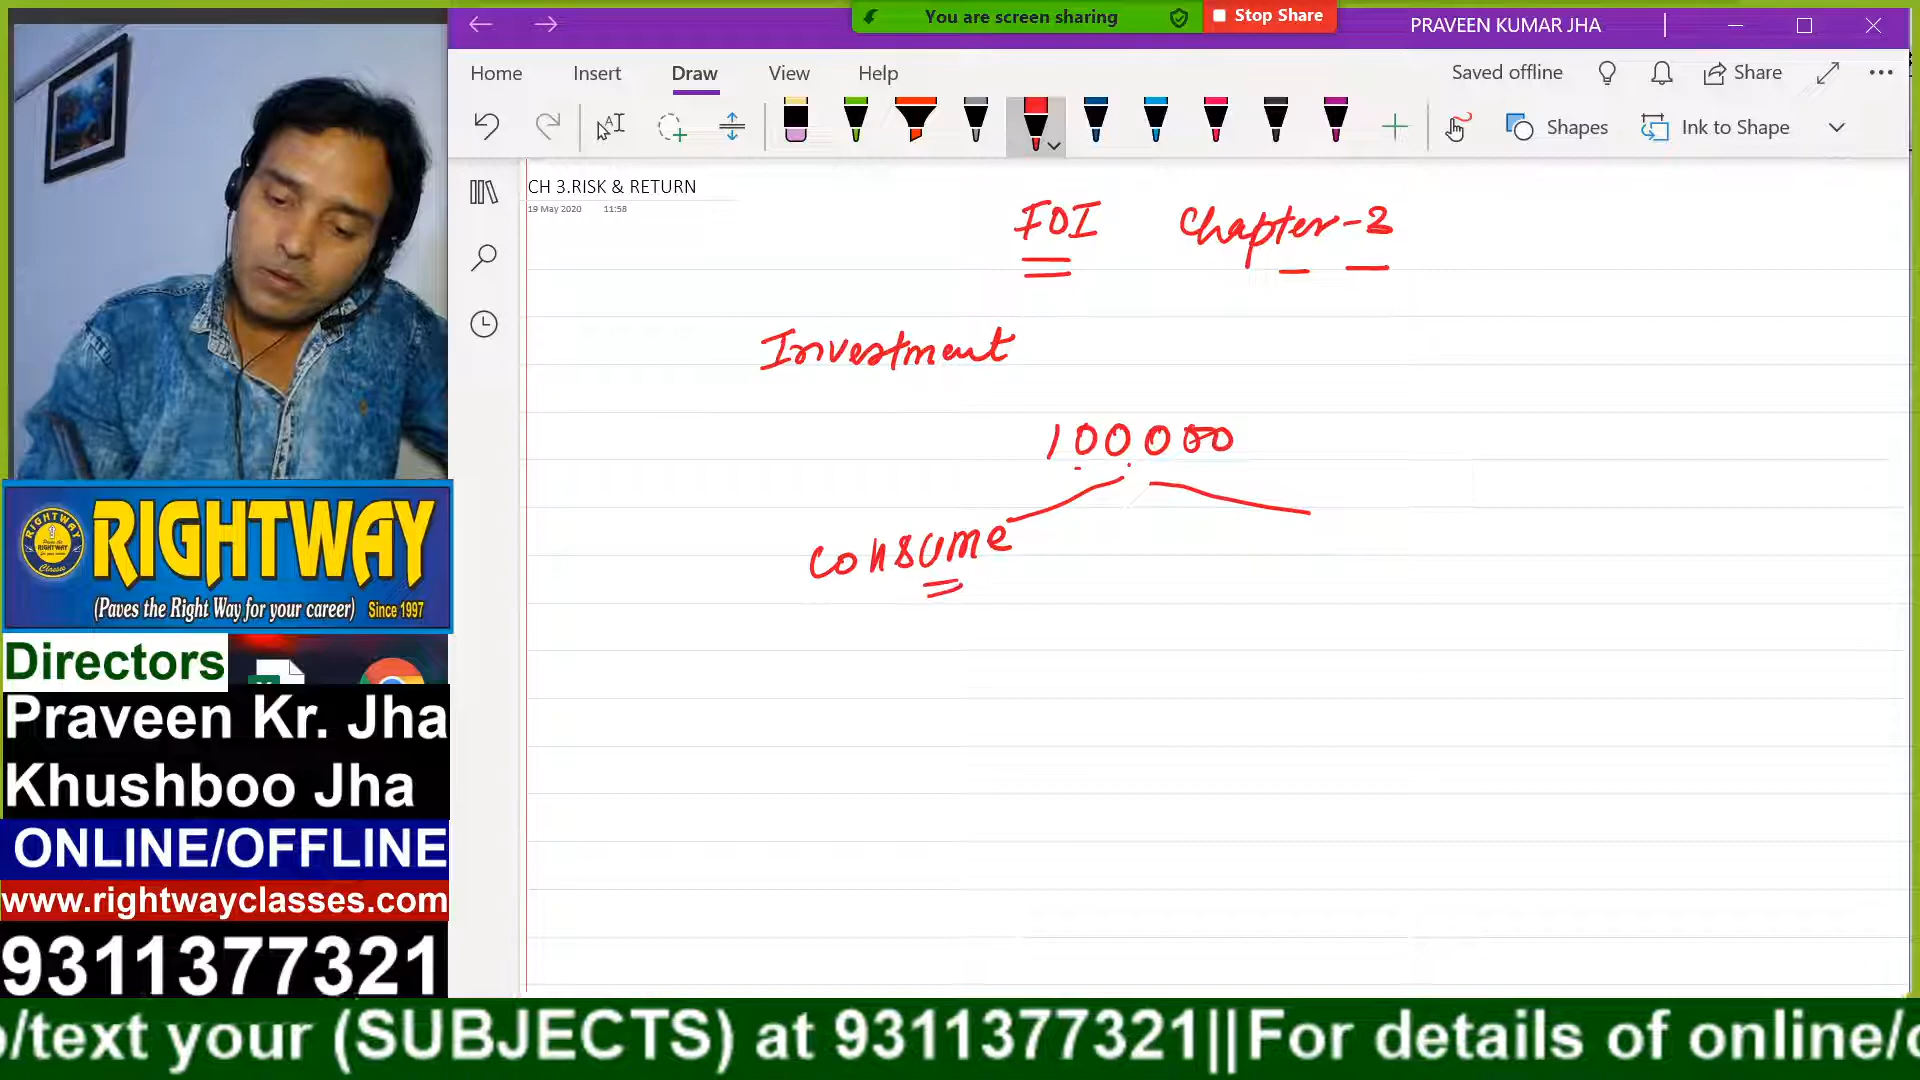 You are screen sharing Stop Share
PRAVEEN KUMAR JHA
Home Insert Draw View Help
Saved offline Share
Shapes Ink to Shape
CH 3.RISK & RETURN
19 May 2020 11:58
FOI Chapter-3
Investment
100000
Consume
RIGHTWAY
(Paves the Right Way for your career) Since 1997
Directors
Praveen Kr. Jha
Khushboo Jha
ONLINE/OFFLINE
www.rightwayclasses.com
9311377321
/text your (SUBJECTS) at 9311377321||For details of online/